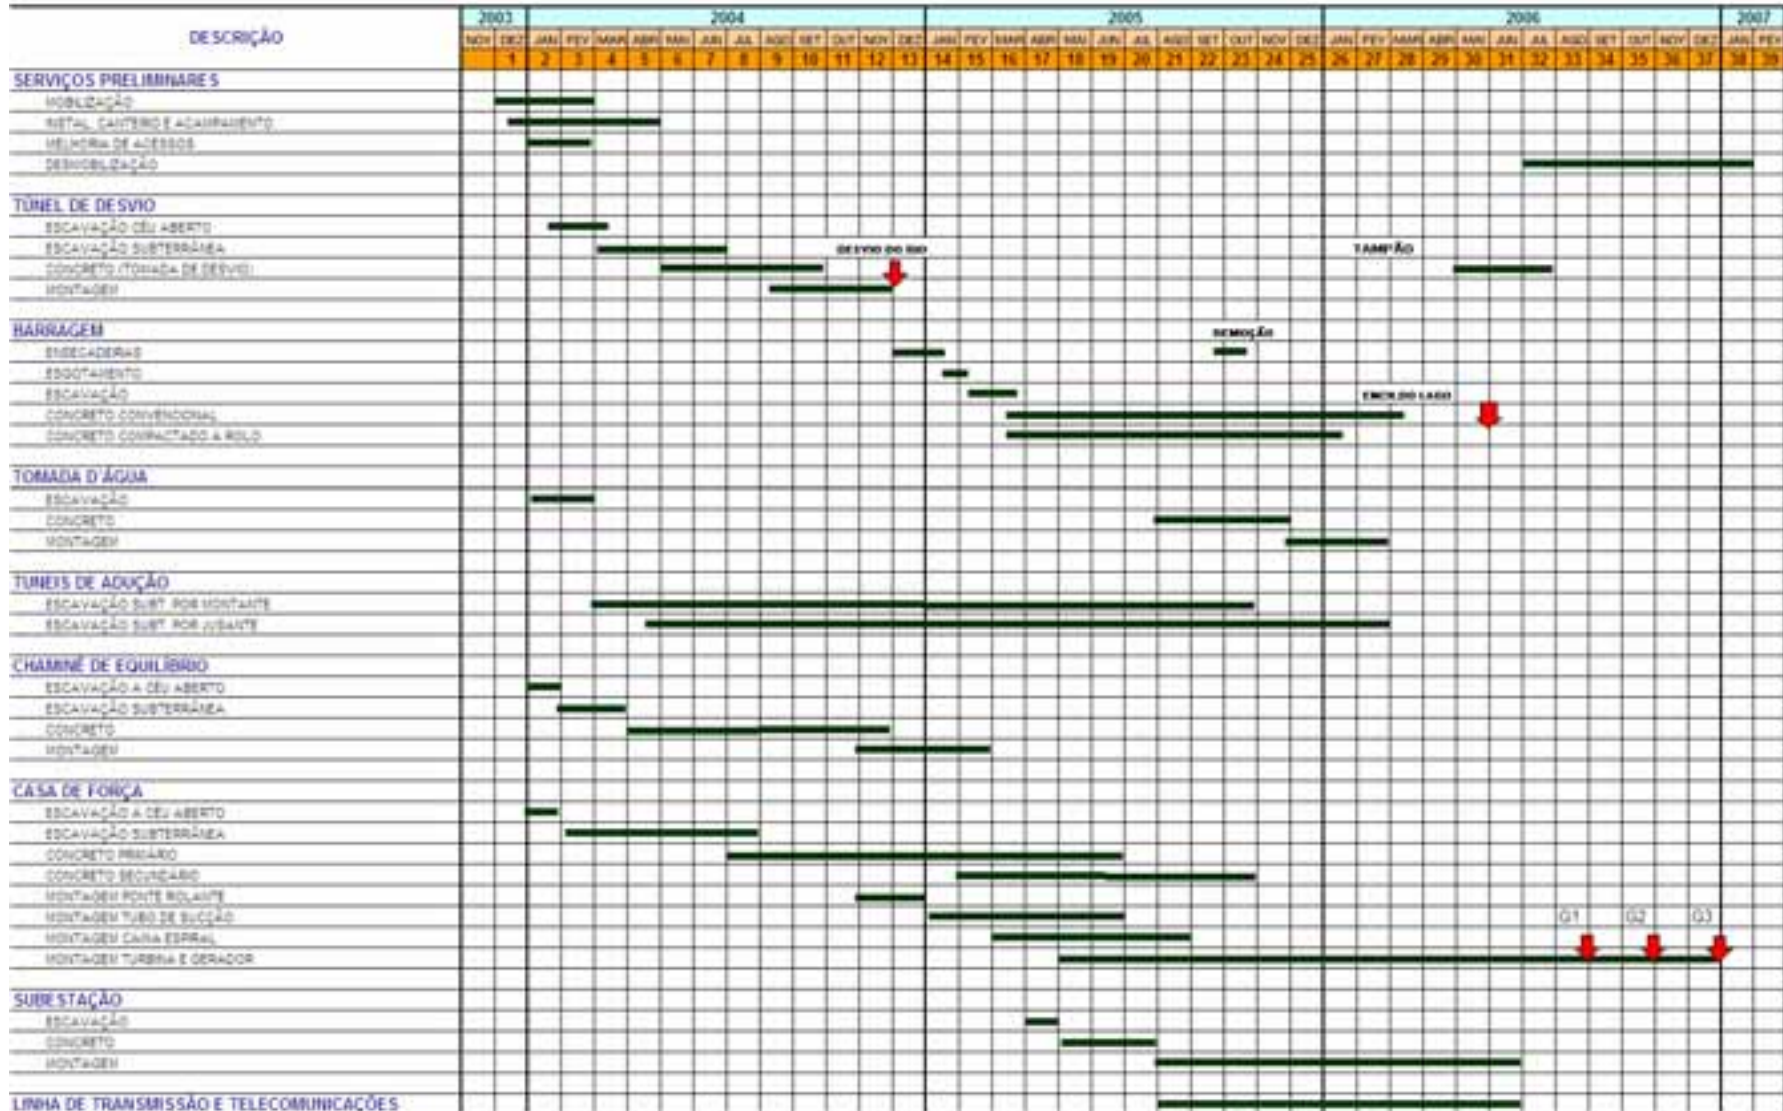 2003 2004 2005 2006 2007
DESCRIÇÃO
NOV DEZ JAN FEV MAR ABR MAI JUN JUL AGO SET OUT NOV DEZ JAN FEV MAR ABR MAI JUN JUL AGO SET OUT NOV DEZ JAN FEV MAR ABR MAI JUN JUL AGO SET OUT NOV DEZ JAN FEV
1 2 3 4 5 6 7 8 9 10 11 12 13 14 15 16 17 18 19 20 21 22 23 24 25 26 27 28 29 30 31 32 33 34 35 36 37 38 39
SERVIÇOS PRELIMINARES
MOBILIZAÇÃO
INSTAL. CANTEIRO E ACAMPAMENTO
MELHORIA DE ACESSOS
DESMOBILIZAÇÃO
TÚNEL DE DESVIO
ESCAVAÇÃO CÉU ABERTO
ESCAVAÇÃO SUBTERRÂNEA DESVIO DO RIO TAMPÃO
CONCRETO (TOMADA DE DESVIO)
MONTAGEM
BARRAGEM REMOÇÃO
ENSECADEIRAS
ESGOTAMENTO
ESCAVAÇÃO ENCH.DO LAGO
CONCRETO CONVENCIONAL
CONCRETO COMPACTADO A ROLO
TOMADA D'ÁGUA
ESCAVAÇÃO
CONCRETO
MONTAGEM
TUNEIS DE ADUÇÃO
ESCAVAÇÃO SUBT. POR MONTANTE
ESCAVAÇÃO SUBT. POR JUSANTE
CHAMINÉ DE EQUILÍBRIO
ESCAVAÇÃO A CÉU ABERTO
ESCAVAÇÃO SUBTERRÂNEA
CONCRETO
MONTAGEM
CASA DE FORÇA
ESCAVAÇÃO A CÉU ABERTO
ESCAVAÇÃO SUBTERRÂNEA
CONCRETO PRIMÁRIO
CONCRETO SECUNDÁRIO
MONTAGEM PONTE ROLANTE
MONTAGEM TUBO DE SUCÇÃO G1 G2 G3
MONTAGEM CAIXA ESPIRAL
MONTAGEM TURBINA E GERADOR
SUBESTAÇÃO
ESCAVAÇÃO
CONCRETO
MONTAGEM
LINHA DE TRANSMISSÃO E TELECOMUNICAÇÕES